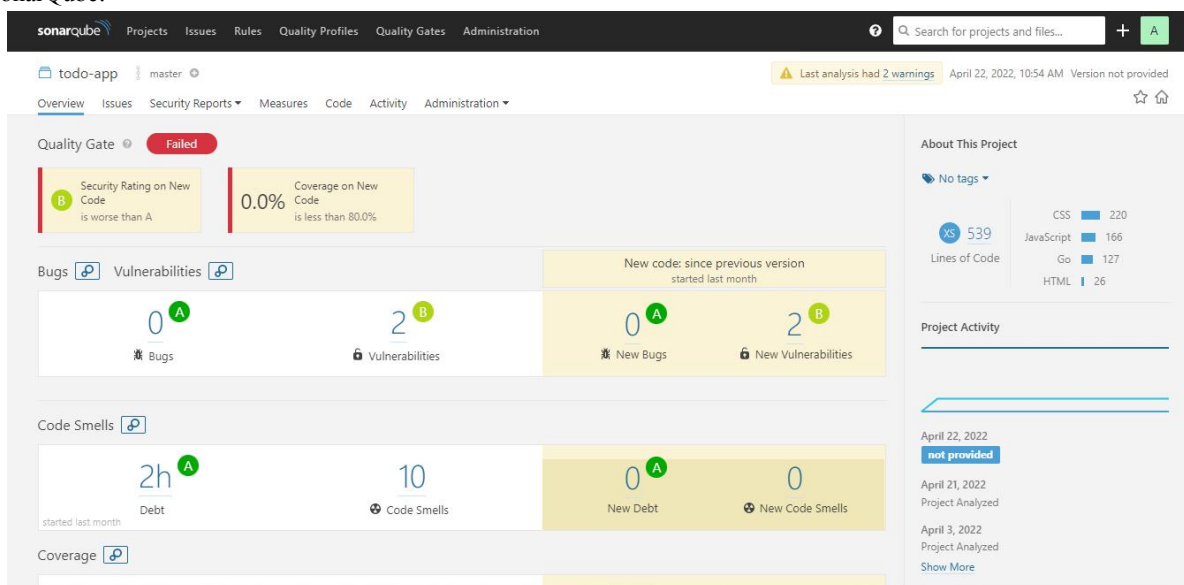 sonarqube Projects Issues Rules Quality Profiles Quality Gates Administration ? Search for projects and files... + A
todo-app master Last analysis had 2 warnings April 22, 2022, 10:54 AM Version not provided
Overview Issues Security Reports Measures Code Activity Administration
Quality Gate ? Failed
B Security Rating on New
Code
is worse than A
0.0% Coverage on New
Code
is less than 80.0%
Bugs Vulnerabilities
New code: since previous version
started last month
0 A
Bugs
2 B
Vulnerabilities
0 A
New Bugs
2 B
New Vulnerabilities
Code Smells
2h A
Debt
started last month
10
Code Smells
0 A
New Debt
0
New Code Smells
Coverage
About This Project
No tags
XS 539
Lines of Code
CSS 220
JavaScript 166
Go 127
HTML 26
Project Activity
April 22, 2022
not provided
April 21, 2022
Project Analyzed
April 3, 2022
Project Analyzed
Show More